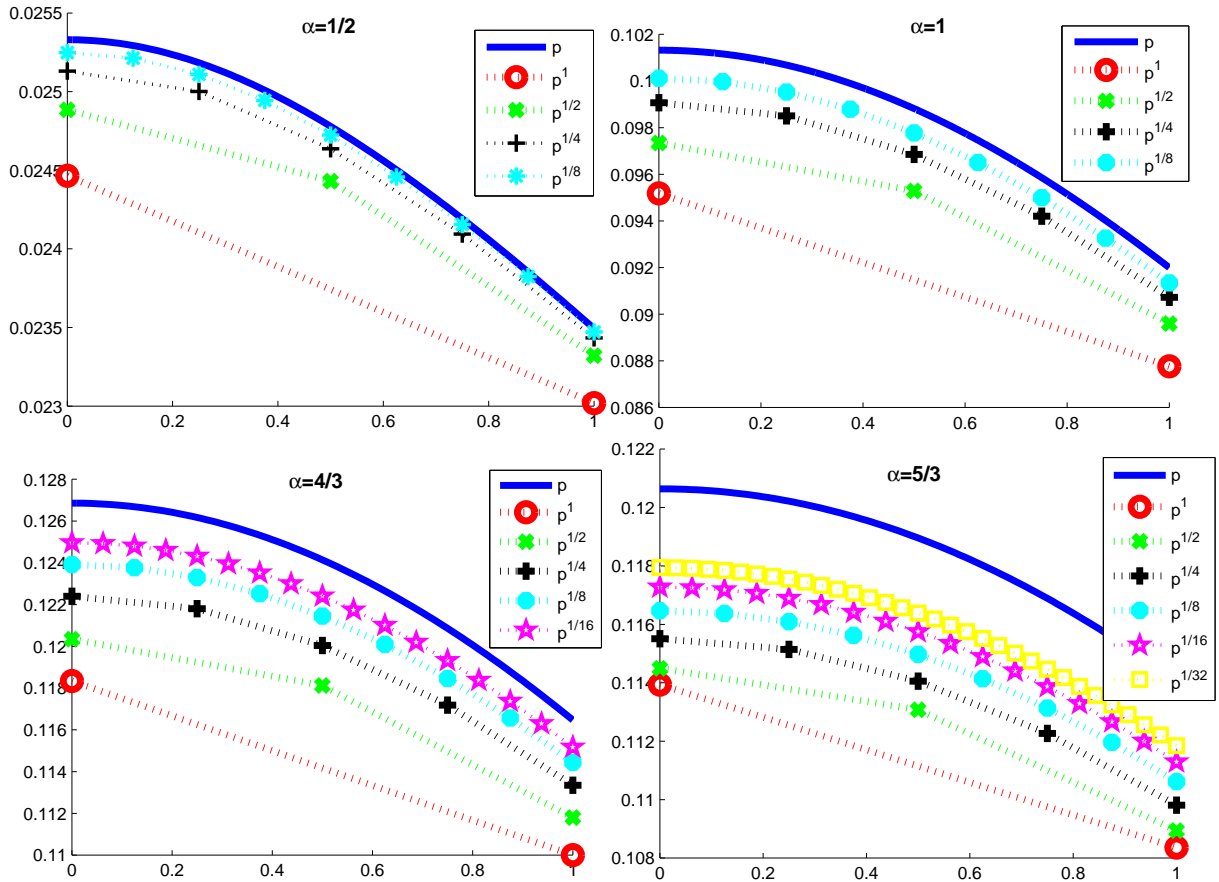 α=1/2
0.0255
0.025
0.0245
0.024
0.0235
0.023
0
0.2
0.4
0.6
0.8
1
p
p^1
p^{1/2}
p^{1/4}
p^{1/8}
α=1
0.102
0.1
0.098
0.096
0.094
0.092
0.09
0.088
0.086
0
0.2
0.4
0.6
0.8
1
p
p^1
p^{1/2}
p^{1/4}
p^{1/8}
α=4/3
0.128
0.126
0.124
0.122
0.12
0.118
0.116
0.114
0.112
0.11
0
0.2
0.4
0.6
0.8
1
p
p^1
p^{1/2}
p^{1/4}
p^{1/8}
p^{1/16}
α=5/3
0.122
0.12
0.118
0.116
0.114
0.112
0.11
0.108
0
0.2
0.4
0.6
0.8
1
p
p^1
p^{1/2}
p^{1/4}
p^{1/8}
p^{1/16}
p^{1/32}